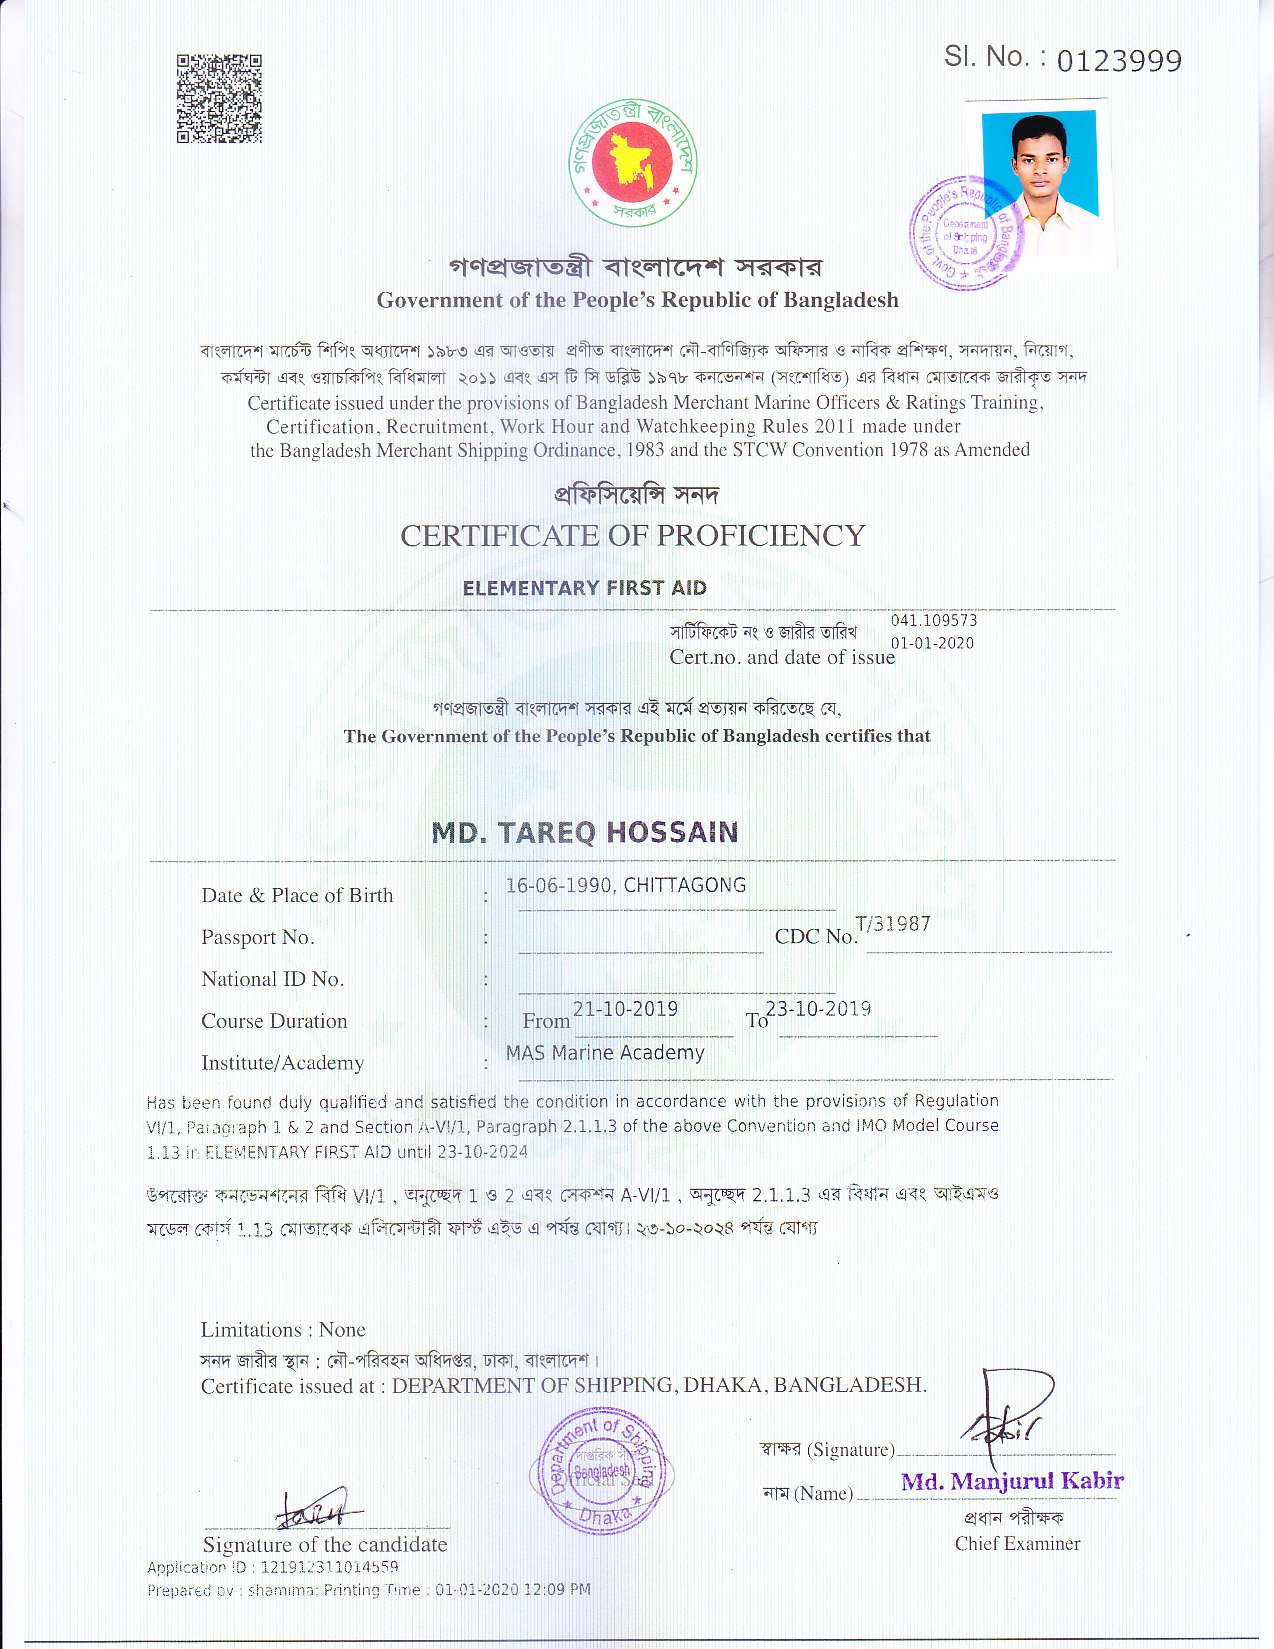 Sl. No. : 0123999
গণপ্রজাতন্ত্রী বাংলাদেশ
সরকার
Govt. of the People's Republic of Bangladesh
Department
of Shipping
Dhaka
গণপ্রজাতন্ত্রী বাংলাদেশ সরকার
Government of the People's Republic of Bangladesh
বাংলাদেশ মার্চেন্ট শিপিং অধ্যাদেশ ১৯৮৩ এর আওতায় প্রণীত বাংলাদেশ নৌ-বাণিজ্যিক অফিসার ও নাবিক প্রশিক্ষণ, সনদায়ন, নিয়োগ,
কর্মঘন্টা এবং ওয়াচকিপিং বিধিমালা ২০১১ এবং এস টি সি ডব্লিউ ১৯৭৮ কনভেনশন (সংশোধিত) এর বিধান মোতাবেক জারীকৃত সনদ
Certificate issued under the provisions of Bangladesh Merchant Marine Officers & Ratings Training,
Certification, Recruitment, Work Hour and Watchkeeping Rules 2011 made under
the Bangladesh Merchant Shipping Ordinance, 1983 and the STCW Convention 1978 as Amended
প্রফিসিয়েন্সি সনদ
CERTIFICATE OF PROFICIENCY
ELEMENTARY FIRST AID
সার্টিফিকেট নং ও জারীর তারিখ 041.109573
Cert.no. and date of issue 01-01-2020
গণপ্রজাতন্ত্রী বাংলাদেশ সরকার এই মর্মে প্রত্যয়ন করিতেছে যে,
The Government of the People's Republic of Bangladesh certifies that
MD. TAREQ HOSSAIN
Date & Place of Birth : 16-06-1990, CHITTAGONG
Passport No. : CDC No. T/31987
National ID No. :
Course Duration : From 21-10-2019 To 23-10-2019
Institute/Academy : MAS Marine Academy
Has been found duly qualified and satisfied the condition in accordance with the provisions of Regulation
VI/1, Paragraph 1 & 2 and Section A-VI/1, Paragraph 2.1.1.3 of the above Convention and IMO Model Course
1.13 in ELEMENTARY FIRST AID until 23-10-2024
উপরোক্ত কনভেনশনের বিধি VI/1 , অনুচ্ছেদ 1 ও 2 এবং সেকশন A-VI/1 , অনুচ্ছেদ 2.1.1.3 এর বিধান এবং আইএমও
মডেল কোর্স 1.13 মোতাবেক এলিমেন্টারী ফার্স্ট এইড এ পর্যন্ত যোগ্য। ২৩-১০-২০২৪ পর্যন্ত যোগ্য
Limitations : None
সনদ জারীর স্থান : নৌ-পরিবহন অধিদপ্তর, ঢাকা, বাংলাদেশ।
Certificate issued at : DEPARTMENT OF SHIPPING, DHAKA, BANGLADESH.
Department of Shipping
Bangladesh
Dhaka
স্বাক্ষর (Signature)
নাম (Name) Md. Manjurul Kabir
প্রধান পরীক্ষক
Chief Examiner
Signature of the candidate
Application ID : 121912311014559
Prepared by : shamima; Printing Time : 01-01-2020 12:09 PM